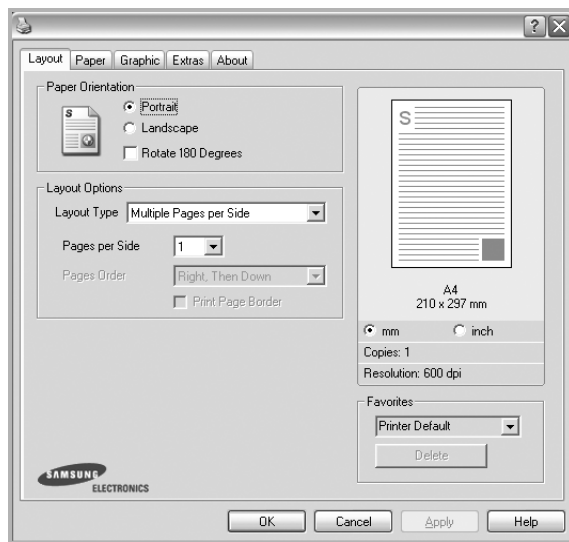 Layout Paper Graphic Extras About
Paper Orientation
S
Portrait
Landscape
Rotate 180 Degrees
Layout Options
Layout Type Multiple Pages per Side
Pages per Side 1
Pages Order Right, Then Down
Print Page Border
S
A4
210 x 297 mm
mm inch
Copies: 1
Resolution: 600 dpi
Favorites
Printer Default
Delete
SAMSUNG
ELECTRONICS
OK Cancel Apply Help